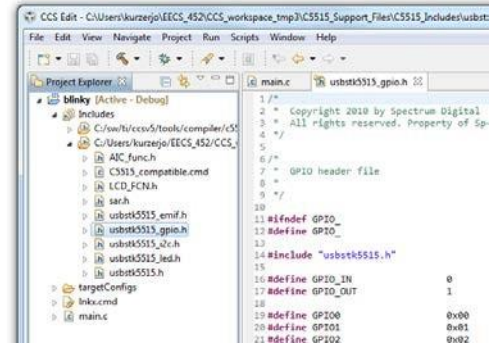 CCS Edit - C:\Users\kurzerjo\EECS_452\CCS_workspace_tmp3\C5515_Support_Files\C5515_Includes\usbst
File Edit View Navigate Project Run Scripts Window Help
Project Explorer
main.c
usbstk5515_gpio.h
blinky [Active - Debug]
Includes
C:/sw/ti/ccsv5/tools/compiler/c5
C:/Users/kurzerjo/EECS_452/CCS_
AIC_func.h
C5515_compatible.cmd
LCD_FCN.h
sar.h
usbstk5515_emif.h
usbstk5515_gpio.h
usbstk5515_i2c.h
usbstk5515_led.h
usbstk5515.h
targetConfigs
lnkx.cmd
main.c
1 /*
2 * Copyright 2010 by Spectrum Digital
3 * All rights reserved. Property of Sp
4 */
5
6 /*
7 * GPIO header file
8 *
9 */
10
11 #ifndef GPIO_
12 #define GPIO_
13
14 #include "usbstk5515.h"
15
16 #define GPIO_IN 0
17 #define GPIO_OUT 1
18
19 #define GPIO0 0x00
20 #define GPIO1 0x01
21 #define GPIO2 0x02